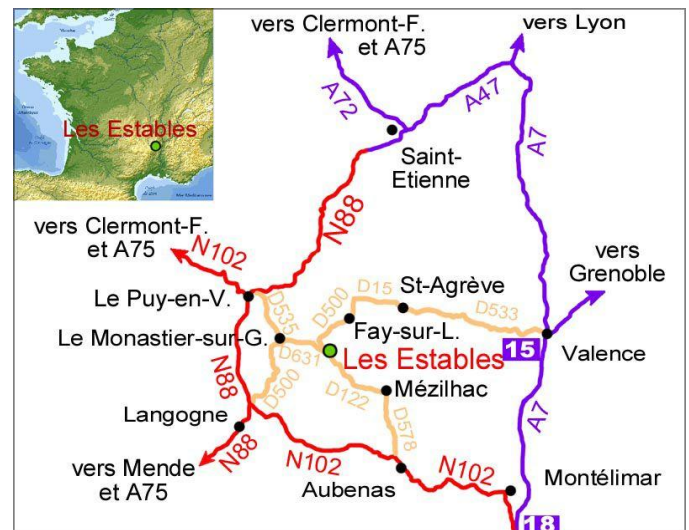 vers Clermont-F.
et A75
vers Lyon
Les Estables
A72
A47
A7
Saint-
Etienne
N88
vers Clermont-F.
et A75
N102
vers
Grenoble
Le Puy-en-V.
D535
D500
D15
St-Agrève
D533
Le Monastier-sur-G.
Fay-sur-L.
D631
Les Estables
15
Valence
N88
D500
D122
Mézilhac
A7
Langogne
D578
N88
N102
N102
Montélimar
vers Mende
et A75
Aubenas
18